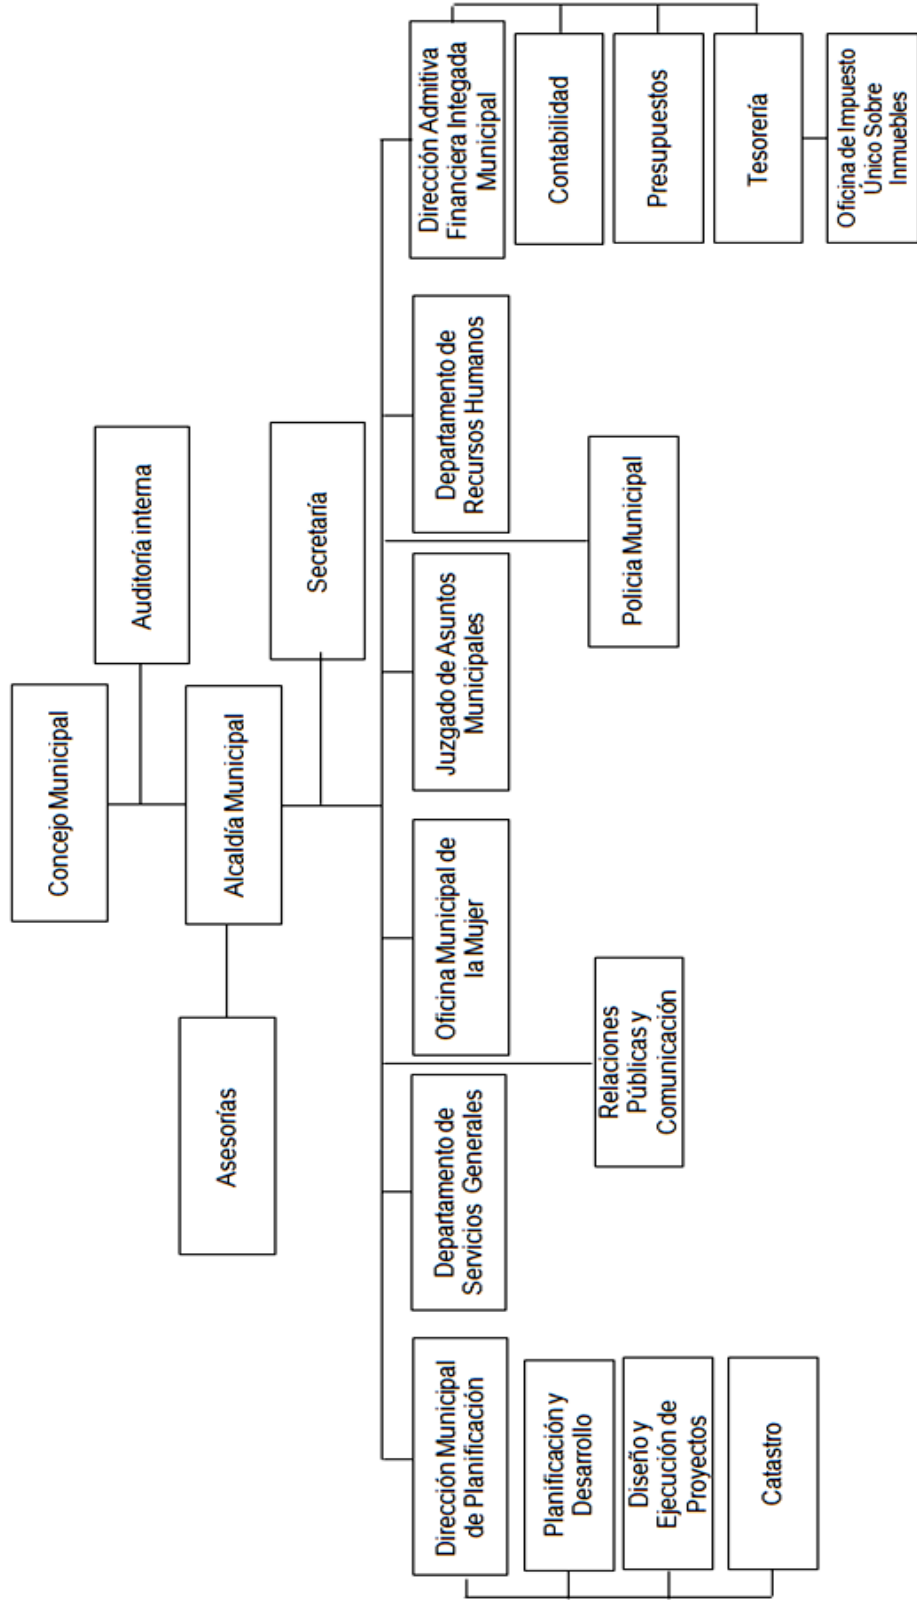 Concejo Municipal
Auditoría interna
Alcaldía Municipal
Asesorías
Secretaría
Dirección Municipal
de Planificación
Departamento de
Servicios Generales
Oficina Municipal de
la Mujer
Juzgado de Asuntos
Municipales
Departamento de
Recursos Humanos
Dirección Admitiva
Financiera Integada
Municipal
Planificación y
Desarrollo
Diseño y
Ejecución de
Proyectos
Catastro
Relaciones
Públicas y
Comunicación
Policia Municipal
Contabilidad
Presupuestos
Tesorería
Oficina de Impuesto
Único Sobre
Inmuebles